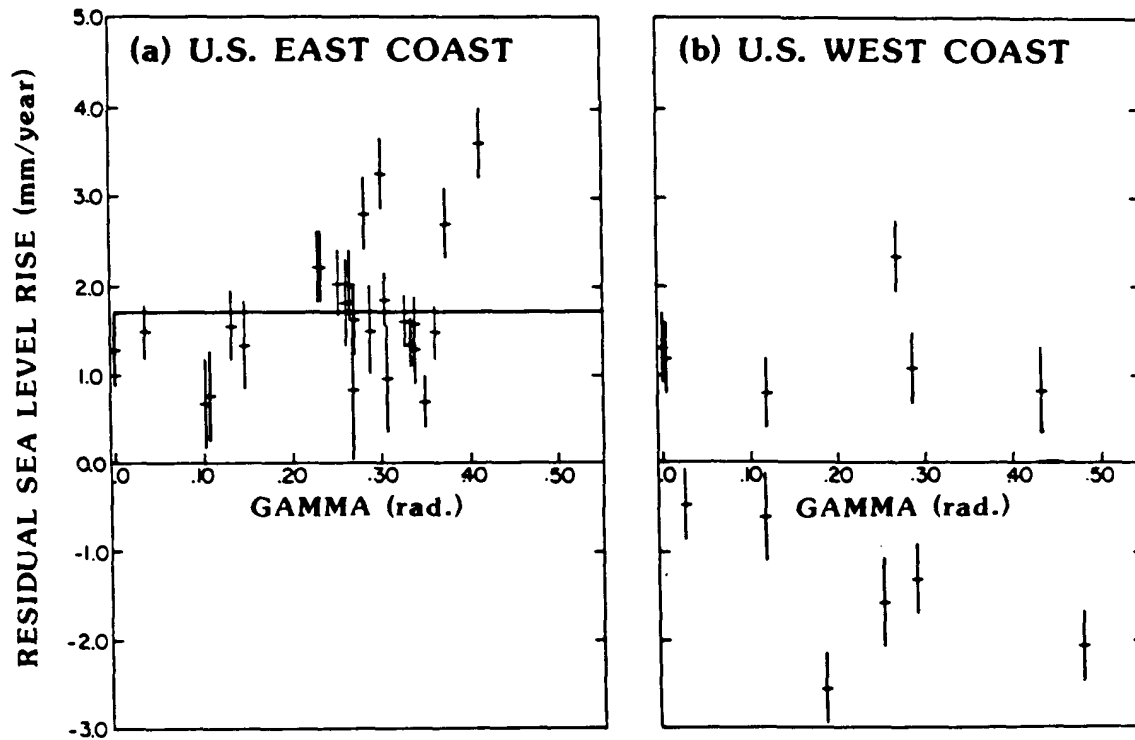 RESIDUAL SEA LEVEL RISE (mm/year)
(a) U.S. EAST COAST
5.0
4.0
3.0
2.0
1.0
0.0
-1.0
-2.0
-3.0
.0 .10 .20 .30 .40 .50
GAMMA (rad.)
(b) U.S. WEST COAST
.0 .10 .20 .30 .40 .50
GAMMA (rad.)